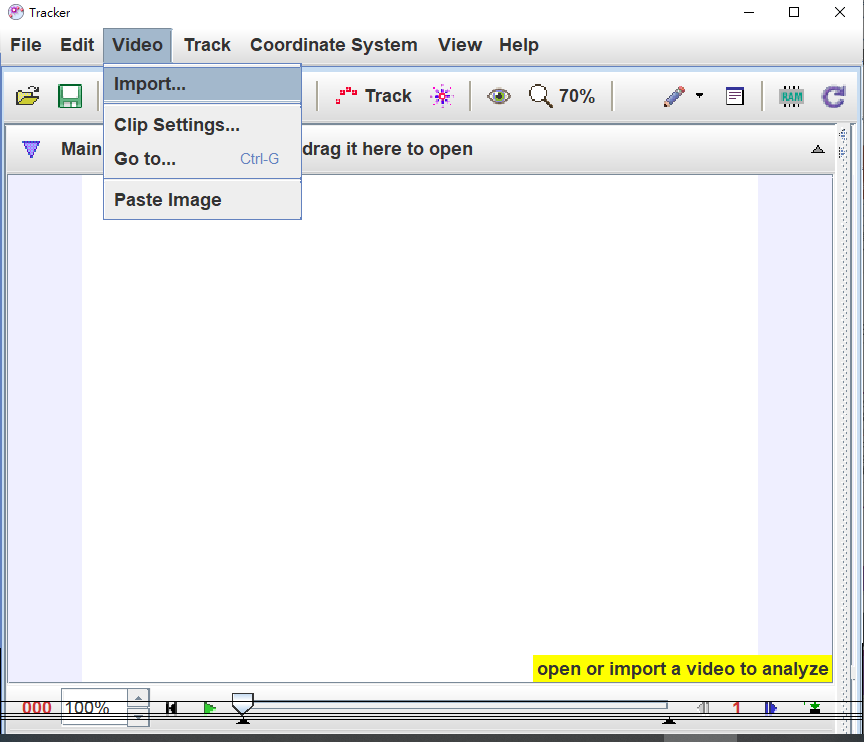 Tracker
File Edit Video Track Coordinate System View Help
Import...
Track 70% RAM
Clip Settings...
Main drag it here to open
Go to... Ctrl-G
Paste Image
open or import a video to analyze
000 100% 1